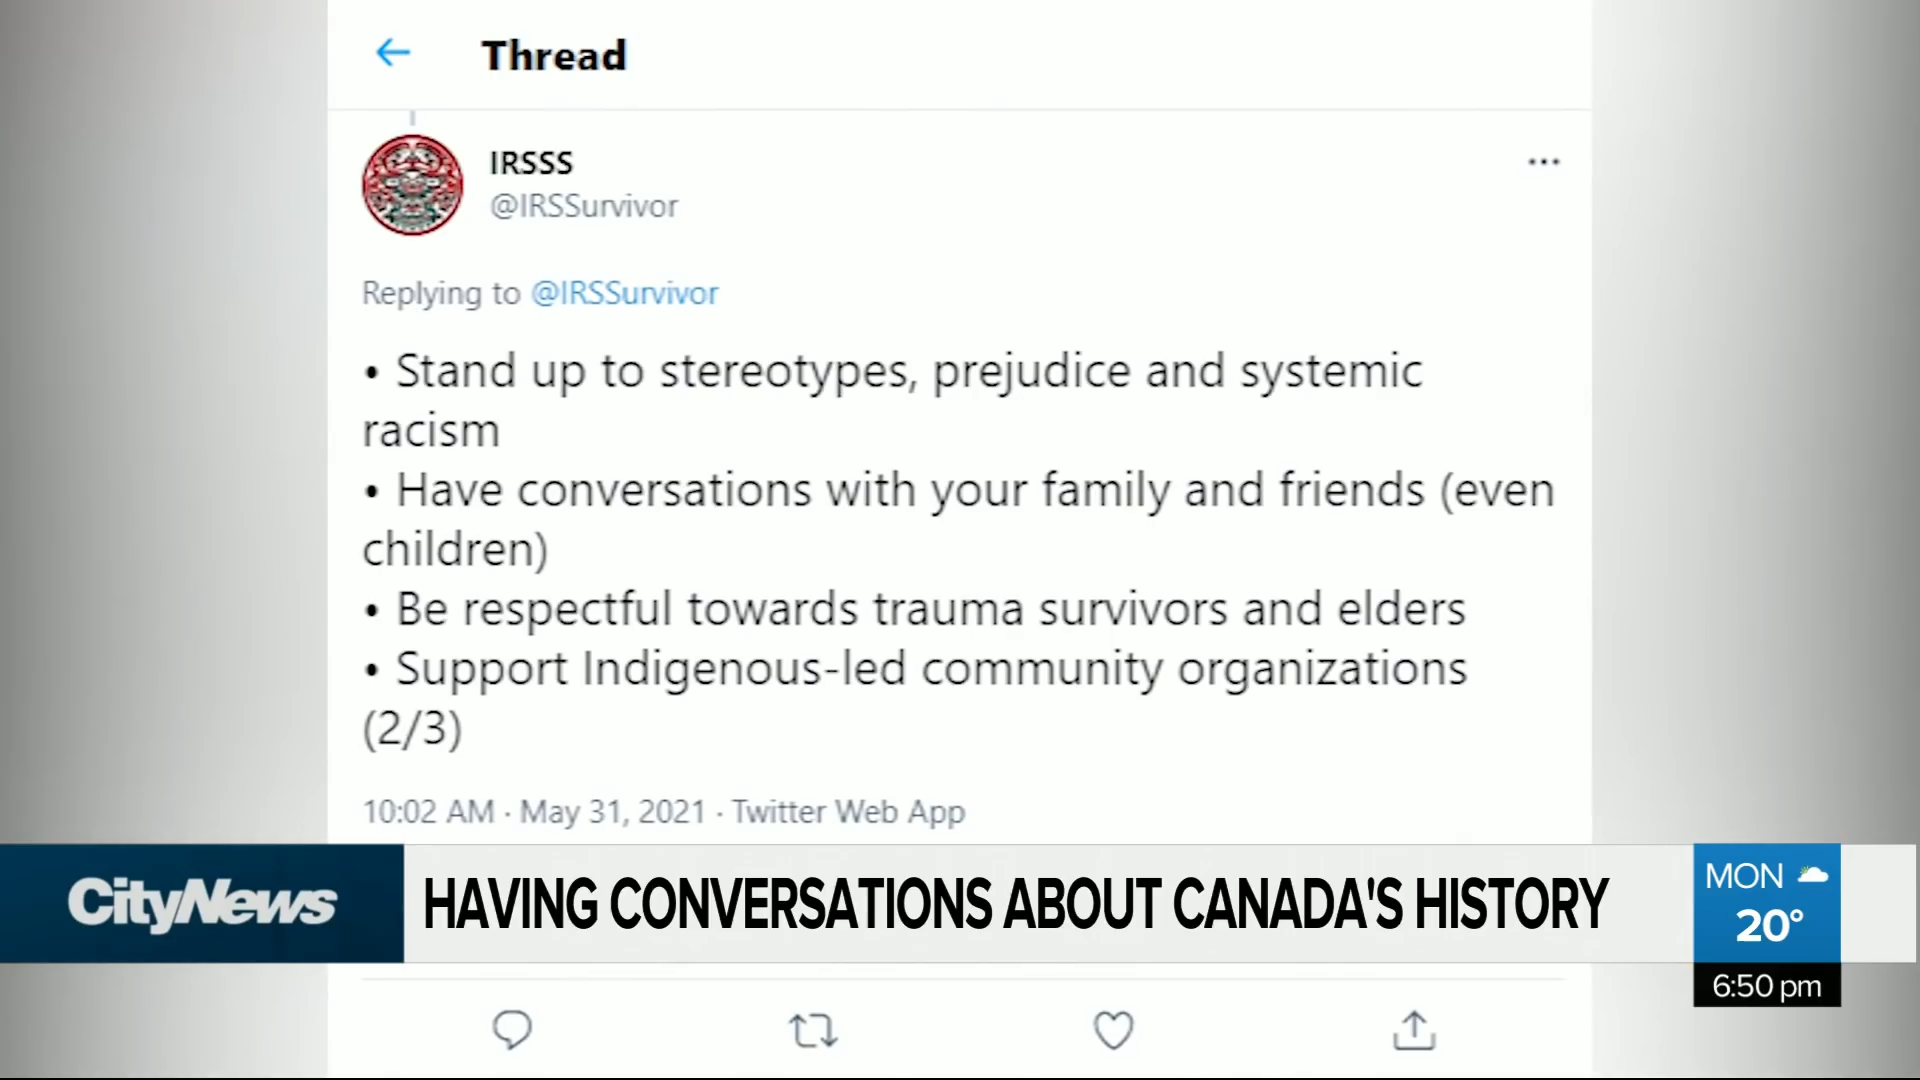 Thread
IRSSS
@IRSSurvivor
Replying to @IRSSurvivor
• Stand up to stereotypes, prejudice and systemic
racism
• Have conversations with your family and friends (even
children)
• Be respectful towards trauma survivors and elders
• Support Indigenous-led community organizations
(2/3)
10:02 AM · May 31, 2021 · Twitter Web App
CityNews
HAVING CONVERSATIONS ABOUT CANADA'S HISTORY
MON
20°
6:50 pm